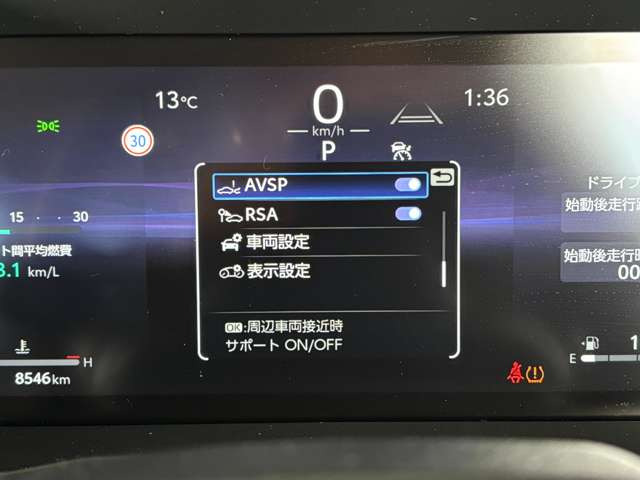 13℃
0
1:36
30
km/h
P
AVSP
RSA
車両設定
表示設定
OK:周辺車両接近時
サポート ON/OFF
15 30
ト間平均燃費
3.1 km/L
H
8546km
ドライブ
始動後走行
始動後走行時
00
E
1